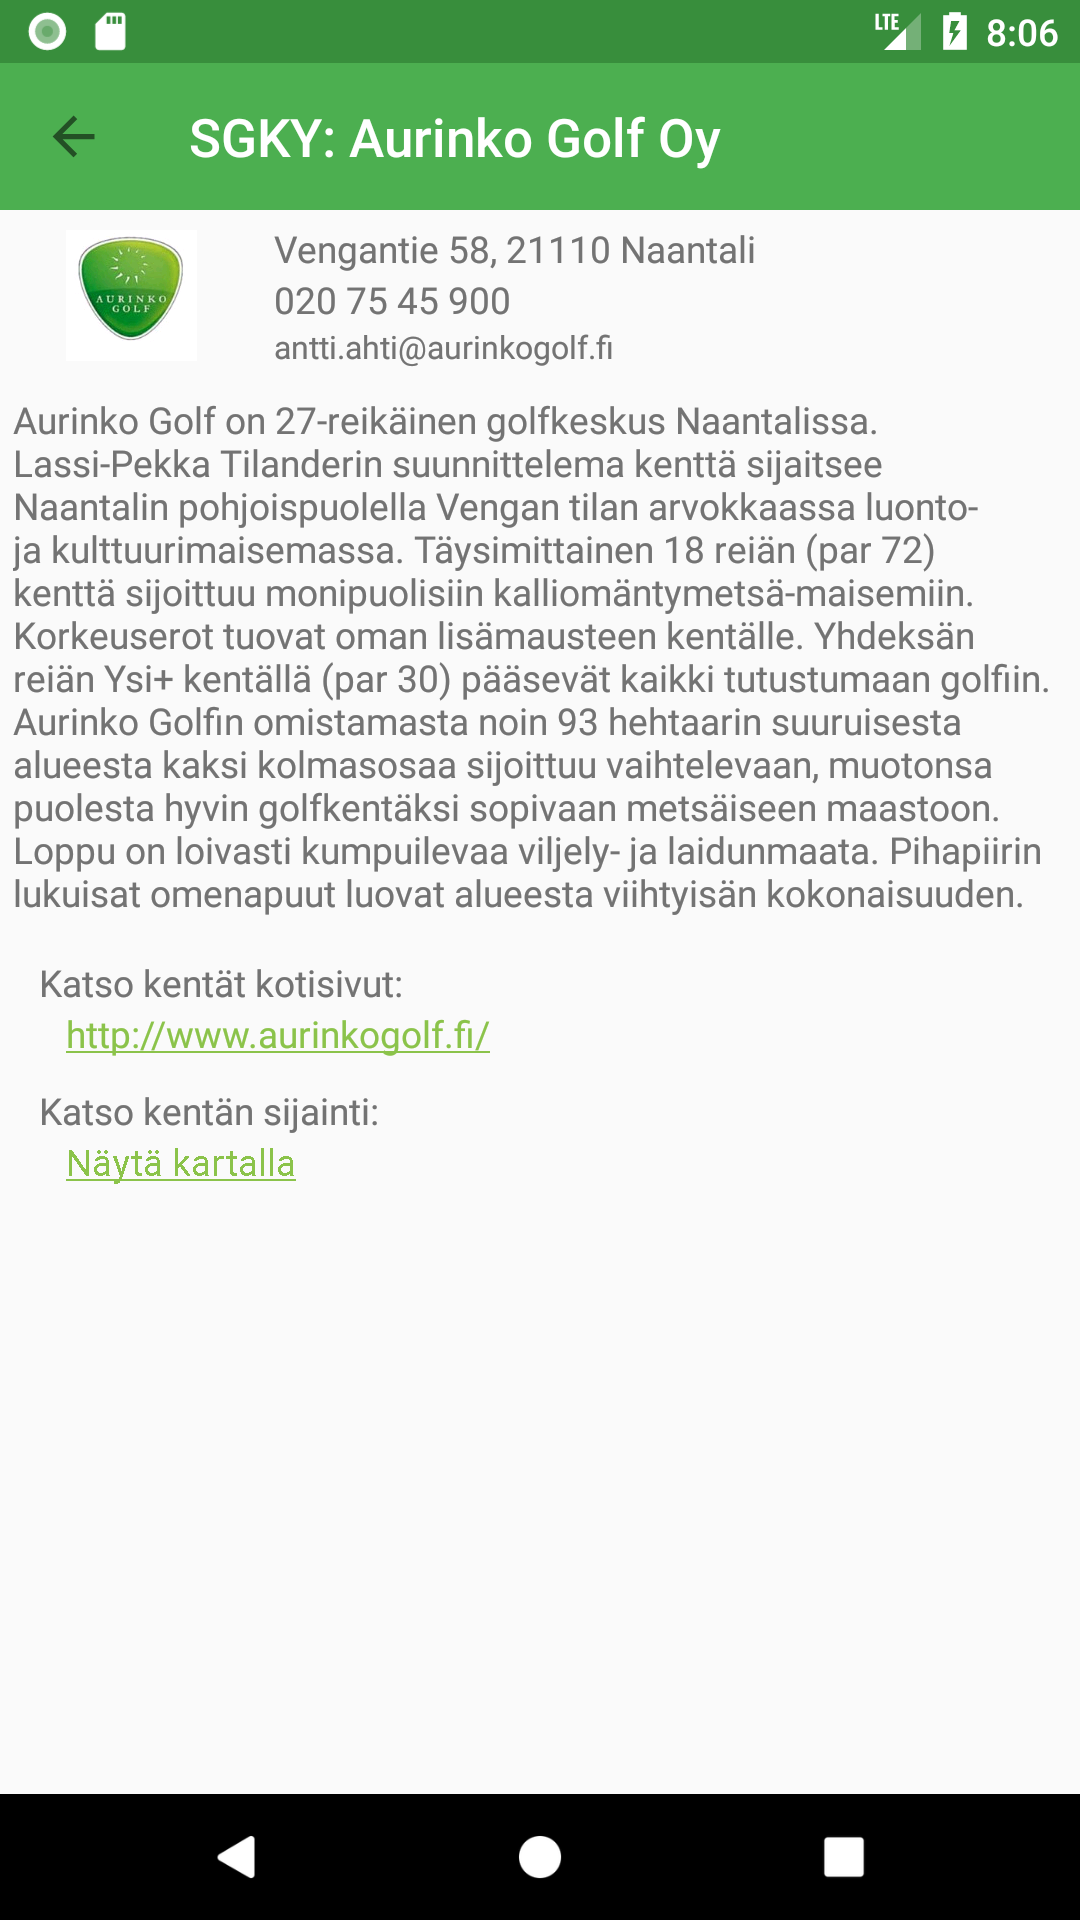 LTE 8:06
SGKY: Aurinko Golf Oy
AURINKO
GOLF
Vengantie 58, 21110 Naantali
020 75 45 900
antti.ahti@aurinkogolf.fi
Aurinko Golf on 27-reikäinen golfkeskus Naantalissa.
Lassi-Pekka Tilanderin suunnittelema kenttä sijaitsee
Naantalin pohjoispuolella Vengan tilan arvokkaassa luonto-
ja kulttuurimaisemassa. Täysimittainen 18 reiän (par 72)
kenttä sijoittuu monipuolisiin kalliomäntymetsä-maisemiin.
Korkeuserot tuovat oman lisämausteen kentälle. Yhdeksän
reiän Ysi+ kentällä (par 30) pääsevät kaikki tutustumaan golfiin.
Aurinko Golfin omistamasta noin 93 hehtaarin suuruisesta
alueesta kaksi kolmasosaa sijoittuu vaihtelevaan, muotonsa
puolesta hyvin golfkentäksi sopivaan metsäiseen maastoon.
Loppu on loivasti kumpuilevaa viljely- ja laidunmaata. Pihapiirin
lukuisat omenapuut luovat alueesta viihtyisän kokonaisuuden.
Katso kentät kotisivut:
http://www.aurinkogolf.fi/
Katso kentän sijainti:
Näytä kartalla